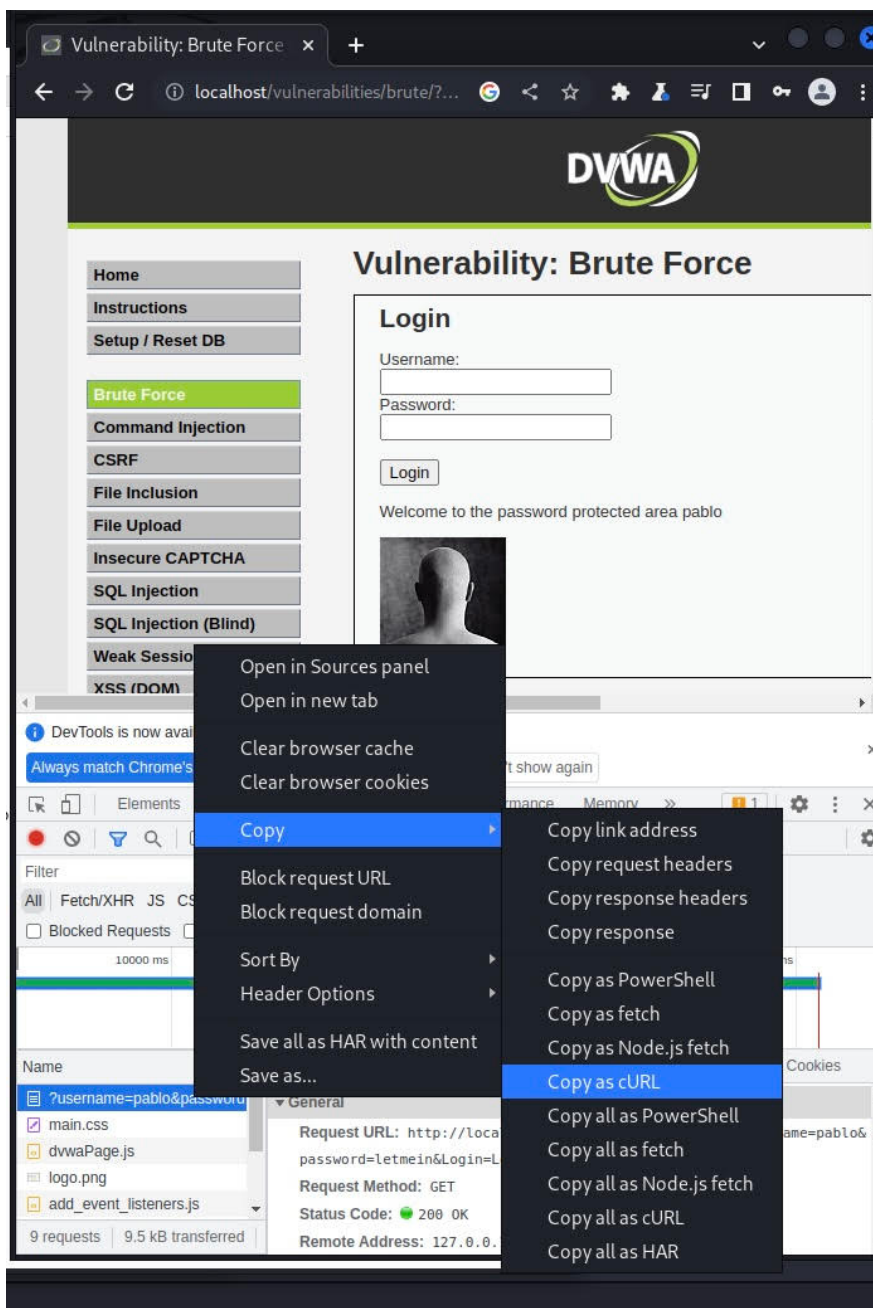 Vulnerability: Brute Force
localhost/vulnerabilities/brute/?...
DVWA
Home
Instructions
Setup / Reset DB
Brute Force
Command Injection
CSRF
File Inclusion
File Upload
Insecure CAPTCHA
SQL Injection
SQL Injection (Blind)
Weak Sessio
XSS (DOM)
Vulnerability: Brute Force
Login
Username:
Password:
Login
Welcome to the password protected area pablo
Open in Sources panel
Open in new tab
Clear browser cache
Clear browser cookies
Copy
Block request URL
Block request domain
Sort By
Header Options
Save all as HAR with content
Save as...
Copy link address
Copy request headers
Copy response headers
Copy response
Copy as PowerShell
Copy as fetch
Copy as Node.js fetch
Copy as cURL
Copy all as PowerShell
Copy all as fetch
Copy all as Node.js fetch
Copy all as cURL
Copy all as HAR
DevTools is now avai
Always match Chrome's
't show again
Elements
rmance Memory » 1
Filter
All Fetch/XHR JS CS
Blocked Requests
10000 ms
ns
Name
Cookies
?username=pablo&password
main.css
dvwaPage.js
logo.png
add_event_listeners.js
9 requests 9.5 kB transferred
General
Request URL: http://loca ame=pablo&
password=letmein&Login=L
Request Method: GET
Status Code: 200 OK
Remote Address: 127.0.0.